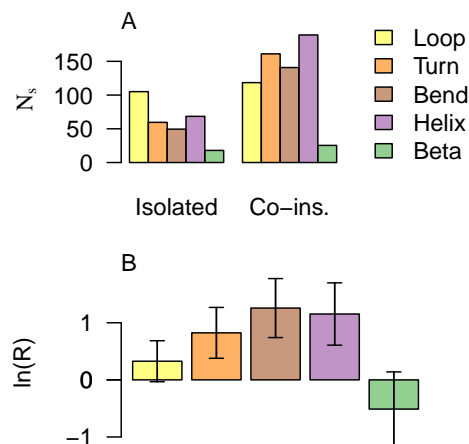 A
N_s
150
100
50
0
Isolated
Co-ins.
Loop
Turn
Bend
Helix
Beta
B
ln(R)
1
0
-1